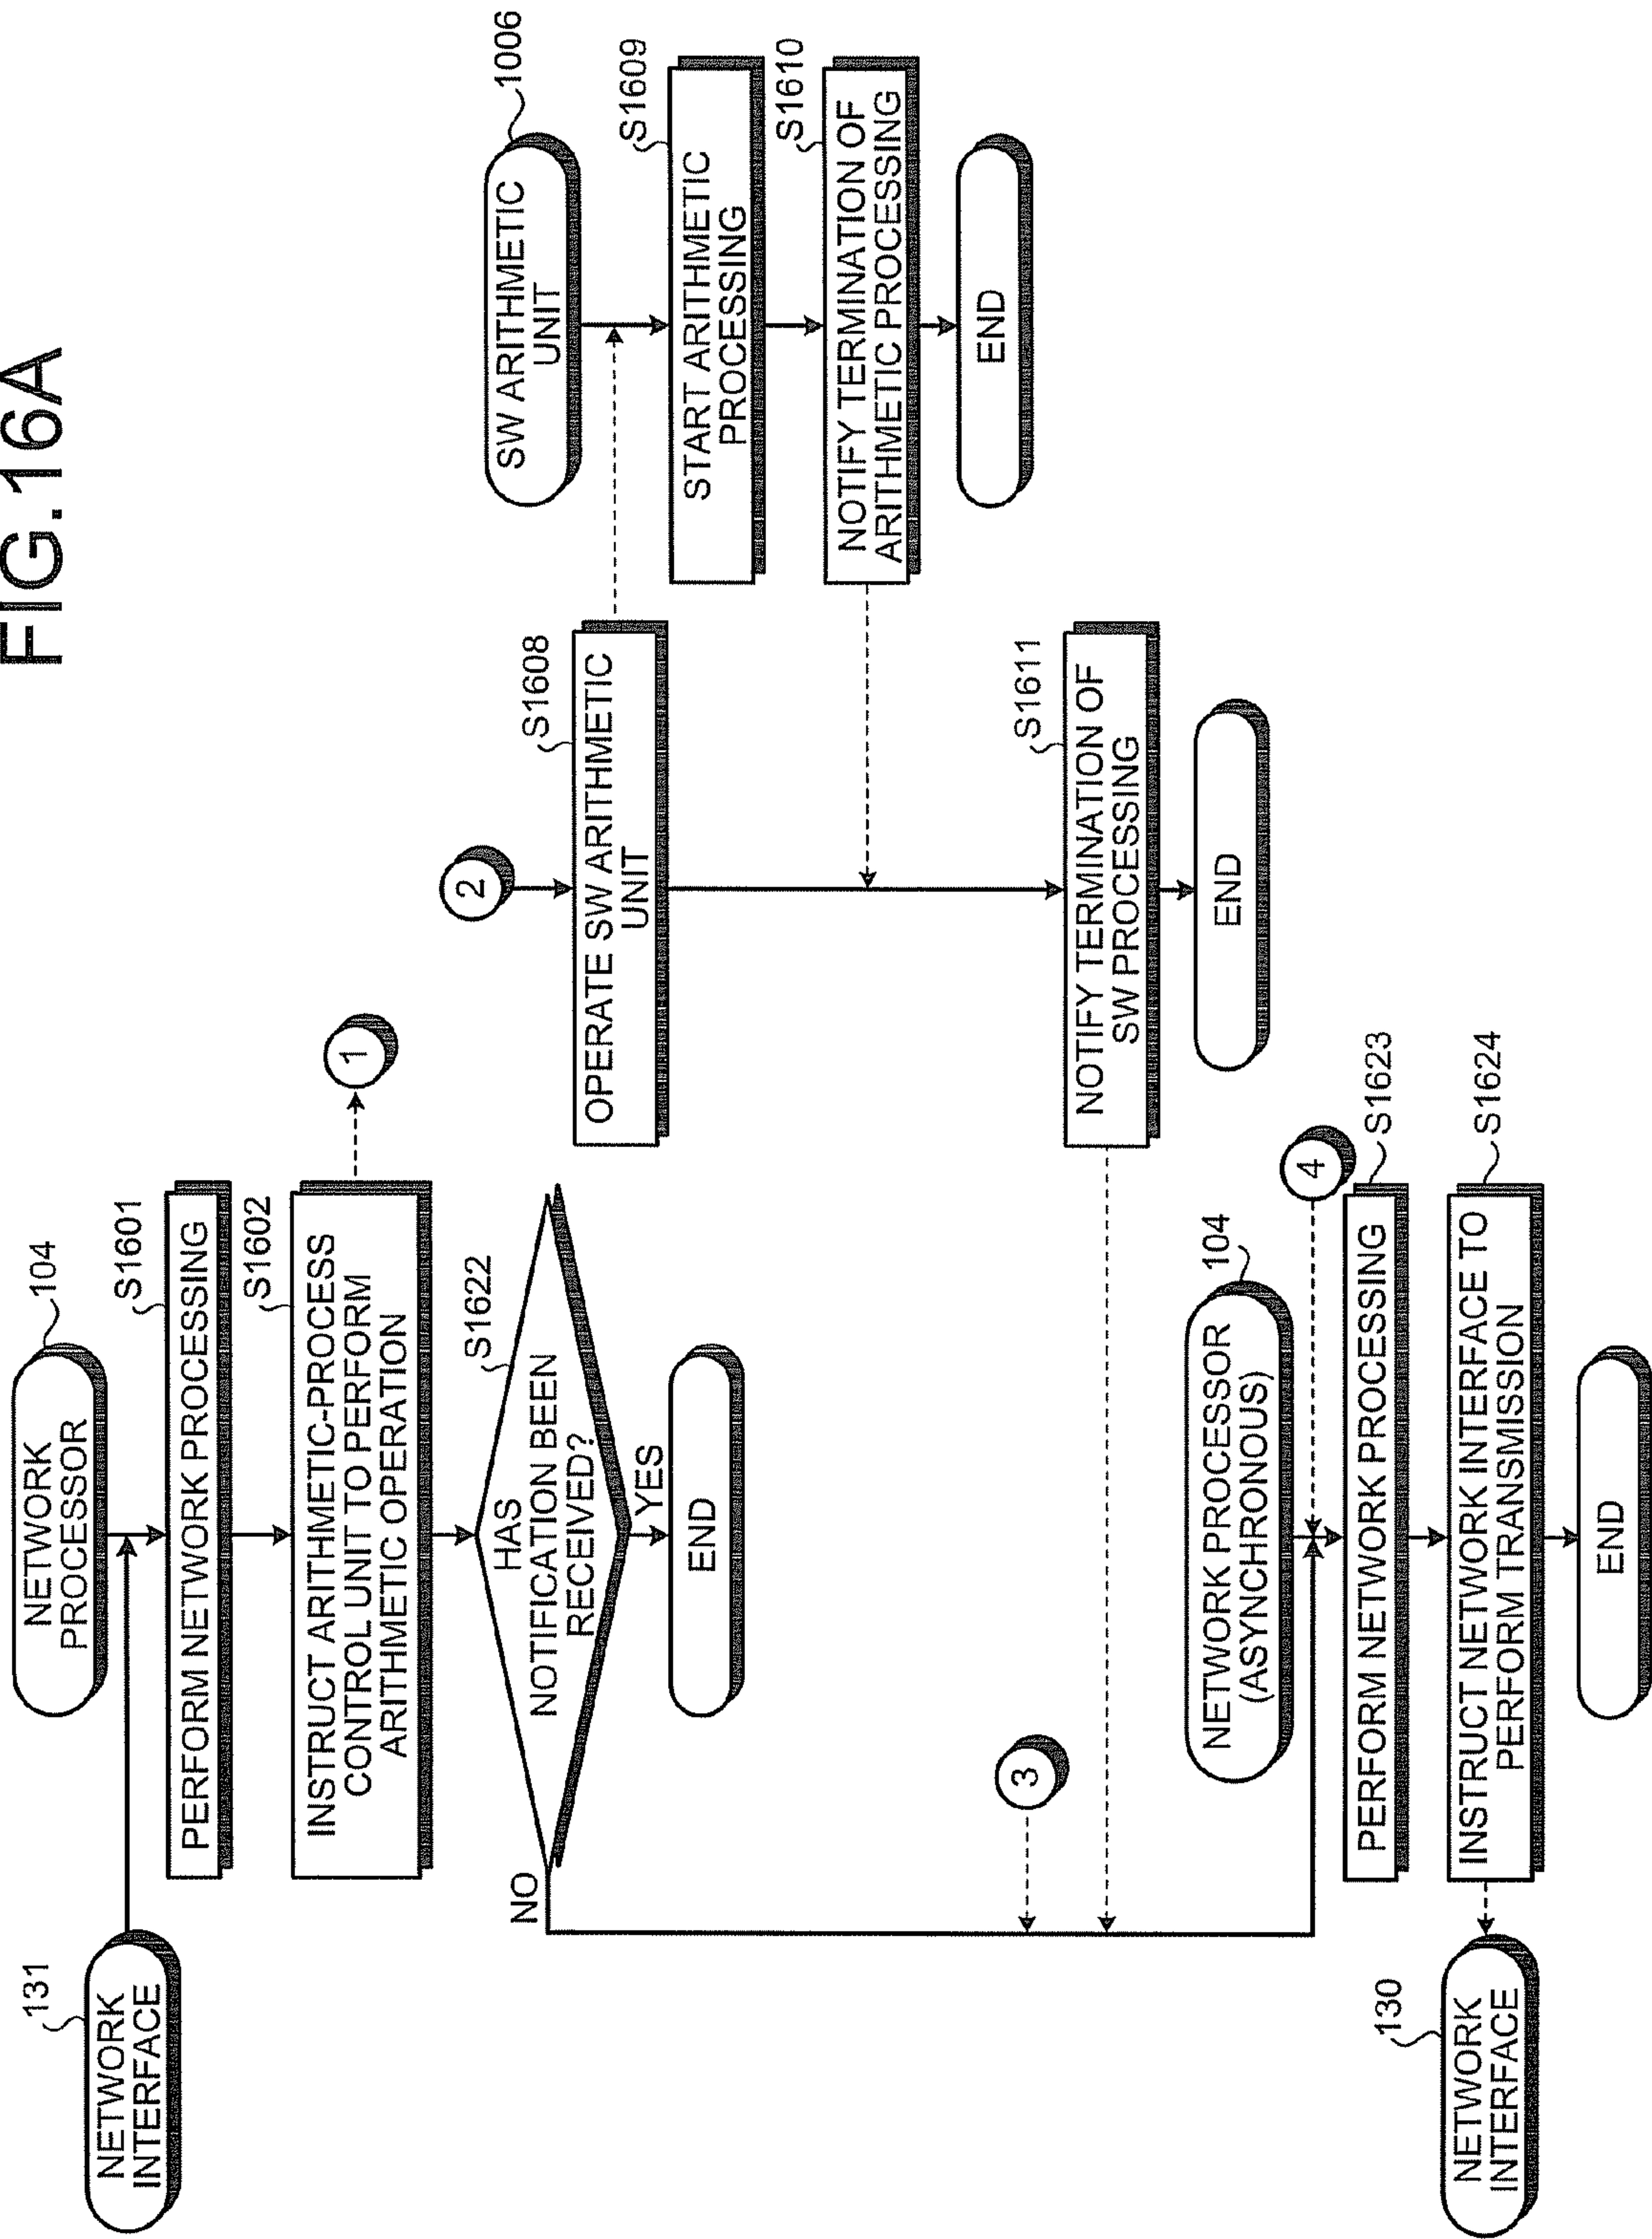 FIG.16A
131
NETWORK
INTERFACE
104
NETWORK
PROCESSOR
S1601
PERFORM NETWORK PROCESSING
S1602
INSTRUCT ARITHMETIC-PROCESS
CONTROL UNIT TO PERFORM
ARITHMETIC OPERATION
1
S1622
HAS
NOTIFICATION BEEN
RECEIVED?
NO
YES
END
2
S1608
OPERATE SW ARITHMETIC
UNIT
1006
SW ARITHMETIC
UNIT
S1609
START ARITHMETIC
PROCESSING
S1610
NOTIFY TERMINATION OF
ARITHMETIC PROCESSING
END
S1611
NOTIFY TERMINATION OF
SW PROCESSING
END
3
104
NETWORK PROCESSOR
(ASYNCHRONOUS)
4
S1623
PERFORM NETWORK PROCESSING
S1624
INSTRUCT NETWORK INTERFACE TO
PERFORM TRANSMISSION
130
NETWORK
INTERFACE
END